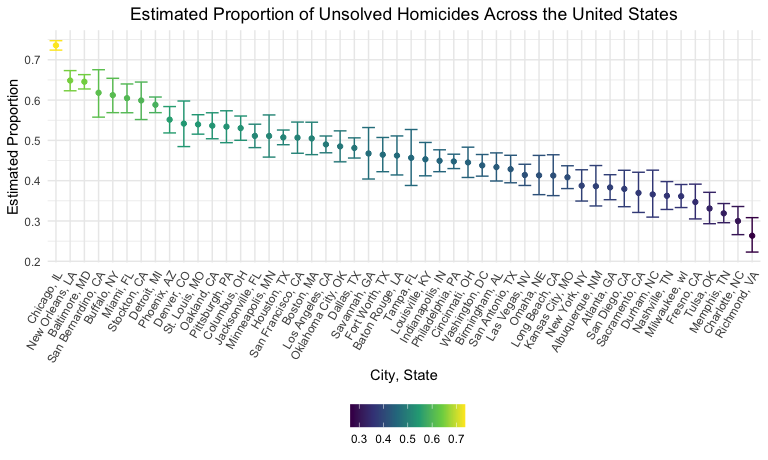 Estimated Proportion of Unsolved Homicides Across the United States
Estimated Proportion
0.7
0.6
0.5
0.4
0.3
0.2
Chicago, IL
New Orleans, LA
Baltimore, MD
San Bernardino, CA
Buffalo, NY
Miami, FL
Stockton, CA
Detroit, MI
Phoenix, AZ
Denver, CO
St. Louis, MO
Oakland, CA
Pittsburgh, PA
Columbus, OH
Jacksonville, FL
Minneapolis, MN
Houston, TX
San Francisco, CA
Boston, MA
Los Angeles, CA
Oklahoma City, OK
Dallas, TX
Savannah, GA
Fort Worth, TX
Baton Rouge, LA
Tampa, FL
Louisville, KY
Indianapolis, IN
Philadelphia, PA
Cincinnati, OH
Washington, DC
Birmingham, AL
San Antonio, TX
Las Vegas, NV
Omaha, NE
Long Beach, CA
Kansas City, MO
New York, NY
Albuquerque, NM
Atlanta, GA
San Diego, CA
Sacramento, CA
Durham, NC
Nashville, TN
Milwaukee, wI
Fresno, CA
Tulsa, OK
Memphis, TN
Charlotte, NC
Richmond, VA
City, State
0.3 0.4 0.5 0.6 0.7